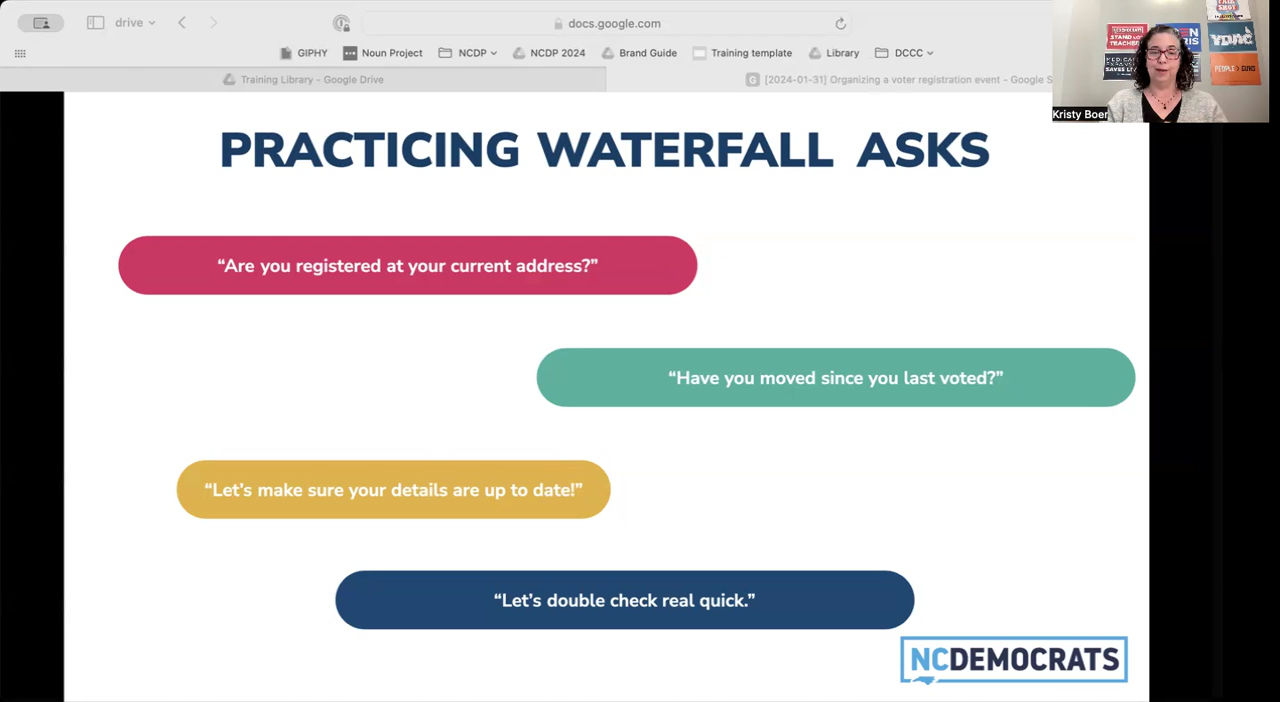 drive
docs.google.com
GIPHY
Noun Project
NCDP
NCDP 2024
Brand Guide
Training template
Library
DCCC
Training Library - Google Drive
[2024-01-31] Organizing a voter registration event - Google S
YDNC
PEOPLE > GUNS
Kristy Boer
PRACTICING WATERFALL ASKS
“Are you registered at your current address?”
“Have you moved since you last voted?”
“Let’s make sure your details are up to date!”
“Let’s double check real quick.”
NCDEMOCRATS